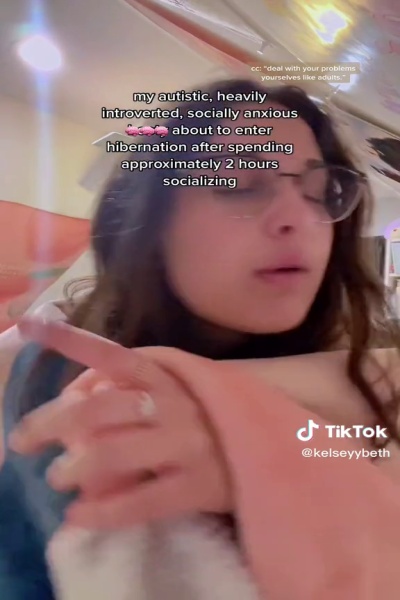 cc: "deal with your problems
yourselves like adults."
my autistic, heavily
introverted, socially anxious
about to enter
hibernation after spending
approximately 2 hours
socializing
TikTok
@kelseyybeth